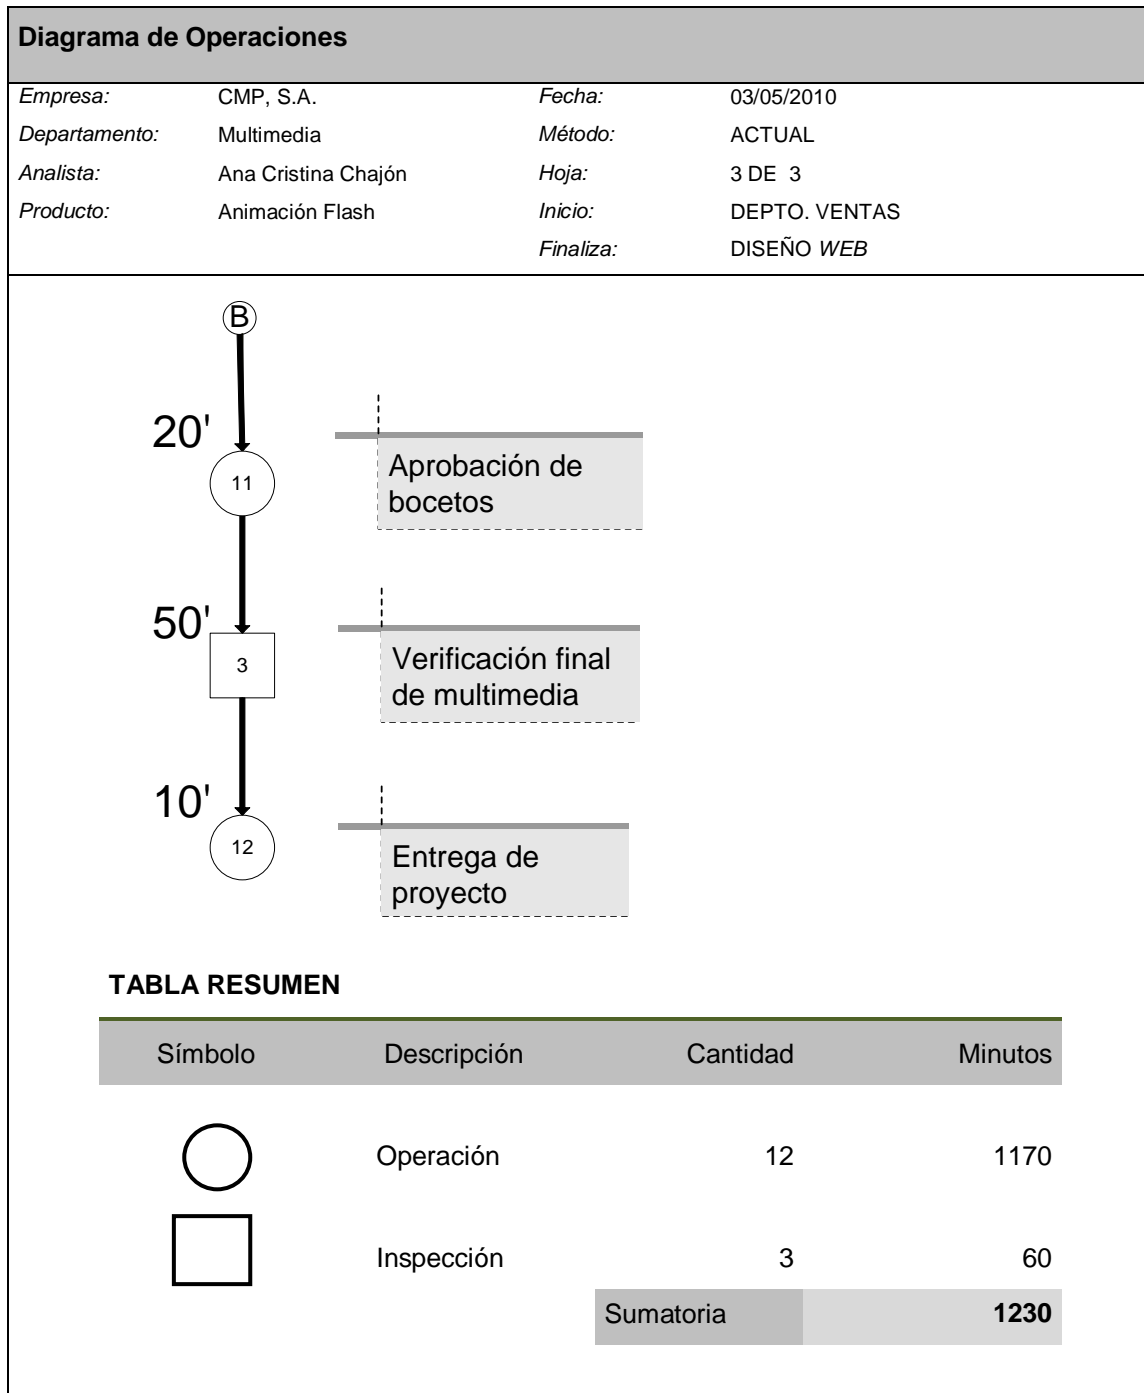 Diagrama de Operaciones
Empresa: CMP, S.A. Fecha: 03/05/2010
Departamento: Multimedia Método: ACTUAL
Analista: Ana Cristina Chajón Hoja: 3 DE 3
Producto: Animación Flash Inicio: DEPTO. VENTAS
Finaliza: DISEÑO WEB
B
20'
11
Aprobación de
bocetos
50'
3
Verificación final
de multimedia
10'
12
Entrega de
proyecto
TABLA RESUMEN
Símbolo Descripción Cantidad Minutos
Operación 12 1170
Inspección 3 60
Sumatoria 1230